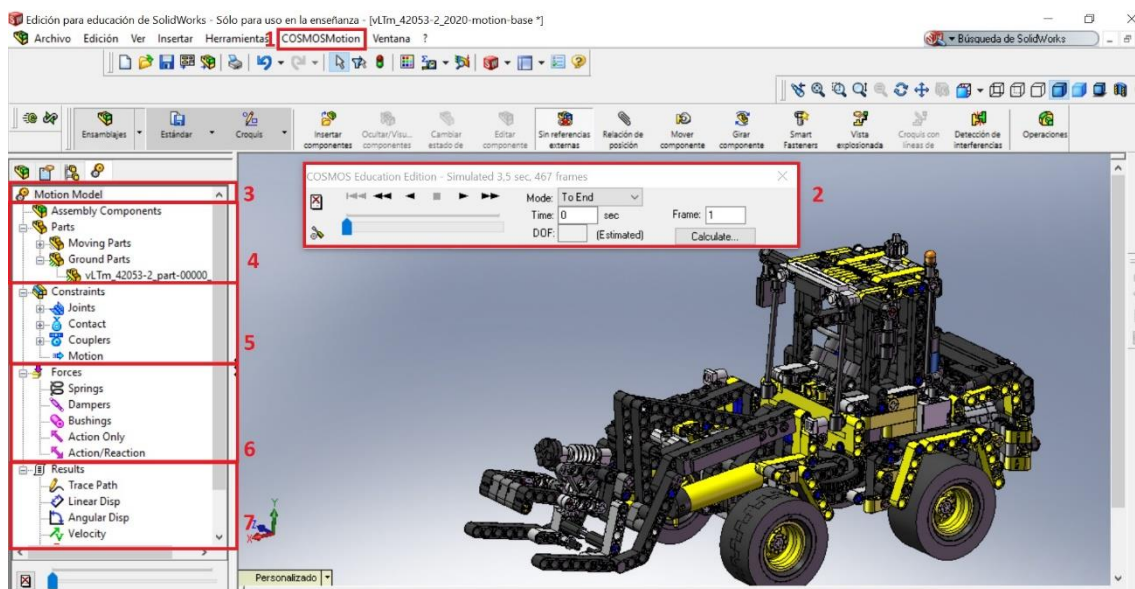 Edición para educación de SolidWorks - Sólo para uso en la enseñanza - [vLTm_42053-2_2020-motion-base *]
Archivo Edición Ver Insertar Herramientas 1 COSMOSMotion Ventana ?
Búsqueda de SolidWorks
Ensamblajes Estándar Croquis Insertar componentes Ocultar/Visu... componentes Cambiar estado de Editar componente Sin referencias externas Relación de posición Mover componente Girar componente Smart Fasteners Vista explosionada Croquis con líneas de Detección de interferencias Operaciones
COSMOS Education Edition - Simulated 3,5 sec, 467 frames
Mode: To End
2
Time: 0 sec Frame: 1
DOF: (Estimated) Calculate...
Motion Model
3
Assembly Components
Parts
Moving Parts
Ground Parts
4
vLTm_42053-2_part-00000_
Constraints
Joints
Contact
Couplers
5
Motion
Forces
Springs
Dampers
Bushings
Action Only
Action/Reaction
6
Results
Trace Path
Linear Disp
Angular Disp
7
Velocity
Y
Z
X
Personalizado